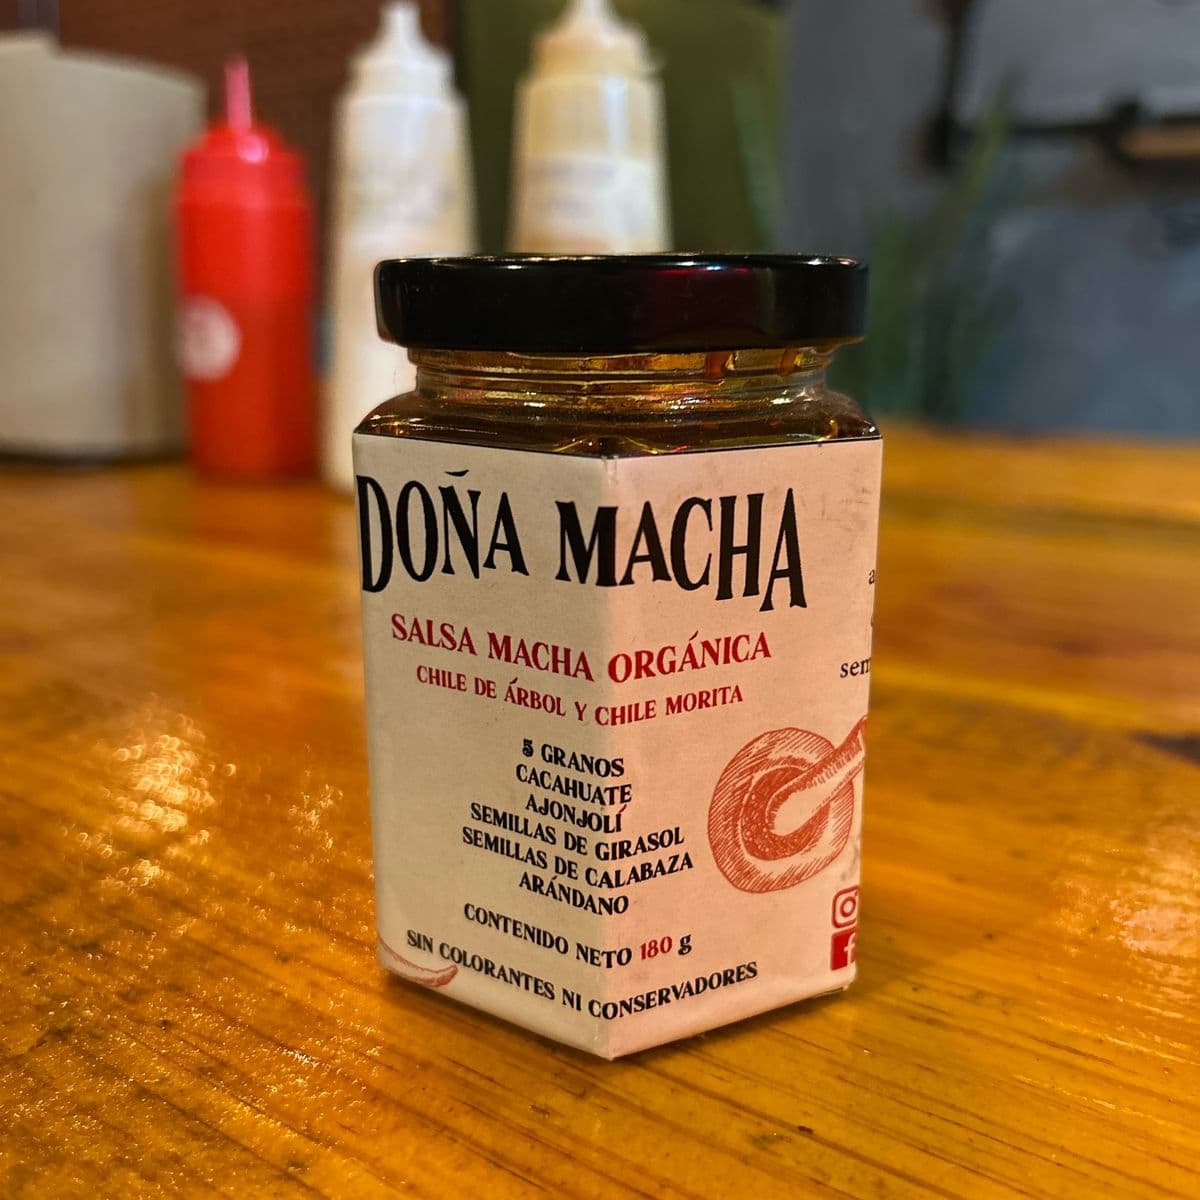 DOÑA MACHA
SALSA MACHA ORGÁNICA
CHILE DE ÁRBOL Y CHILE MORITA
5 GRANOS
CACAHUATE
AJONJOLÍ
SEMILLAS DE GIRASOL
SEMILLAS DE CALABAZA
ARÁNDANO
CONTENIDO NETO 180 g
SIN COLORANTES NI CONSERVADORES